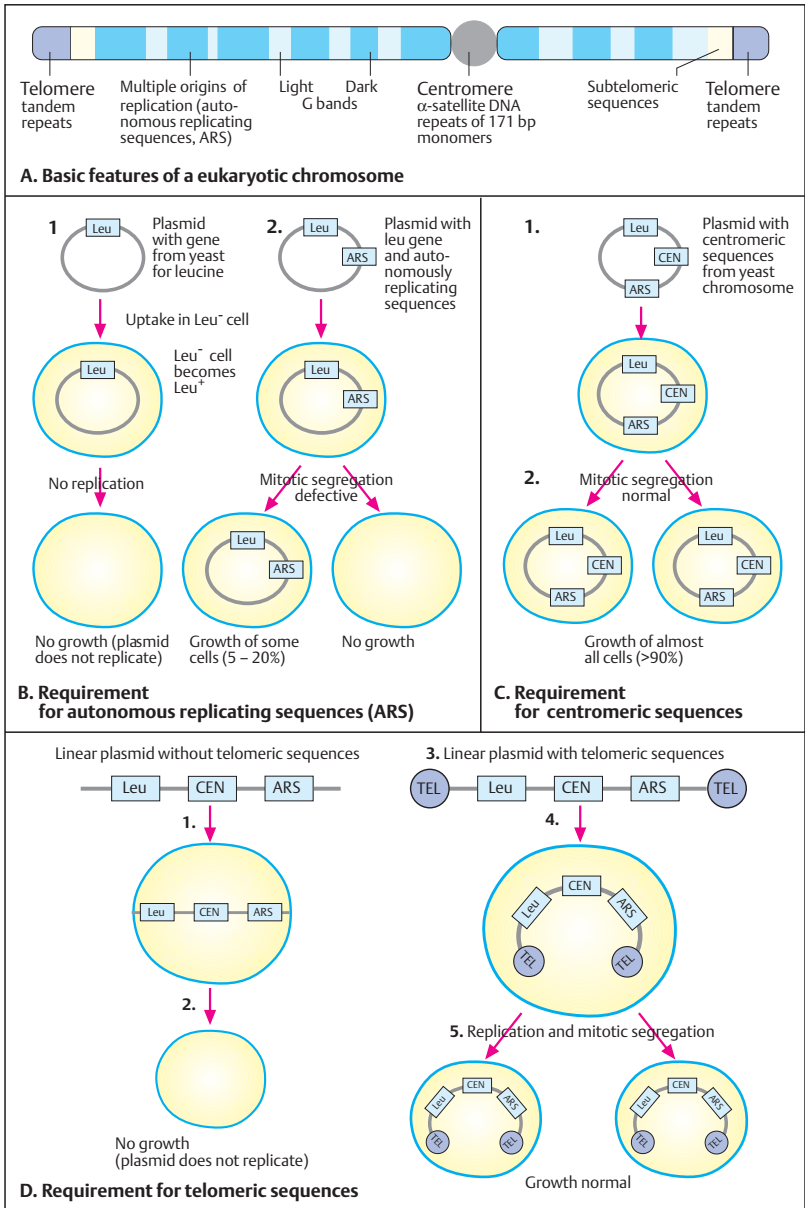 Telomere
tandem
repeats
Multiple origins of
replication (auto-
nomous replicating
sequences, ARS)
Light
Dark
G bands
Centromere
α-satellite DNA
repeats of 171 bp
monomers
Subtelomeric
sequences
Telomere
tandem
repeats
A. Basic features of a eukaryotic chromosome
1
Leu
Plasmid
with gene
from yeast
for leucine
2.
Leu
ARS
Plasmid with
leu gene
and auto-
nomously
replicating
sequences
Uptake in Leu⁻ cell
Leu
Leu⁻ cell
becomes
Leu⁺
Leu
ARS
No replication
Mitotic segregation
defective
Leu
ARS
No growth (plasmid
does not replicate)
Growth of some
cells (5 – 20%)
No growth
B. Requirement
for autonomous replicating sequences (ARS)
1.
Leu
CEN
ARS
Plasmid with
centromeric
sequences
from yeast
chromosome
Leu
CEN
ARS
2.
Mitotic segregation
normal
Leu
CEN
ARS
Leu
CEN
ARS
Growth of almost
all cells (>90%)
C. Requirement
for centromeric sequences
Linear plasmid without telomeric sequences
Leu CEN ARS
1.
Leu CEN ARS
2.
No growth
(plasmid does not replicate)
3. Linear plasmid with telomeric sequences
TEL Leu CEN ARS TEL
4.
CEN
Leu
ARS
TEL
TEL
5. Replication and mitotic segregation
CEN
Leu
ARS
TEL
TEL
CEN
Leu
ARS
TEL
TEL
Growth normal
D. Requirement for telomeric sequences